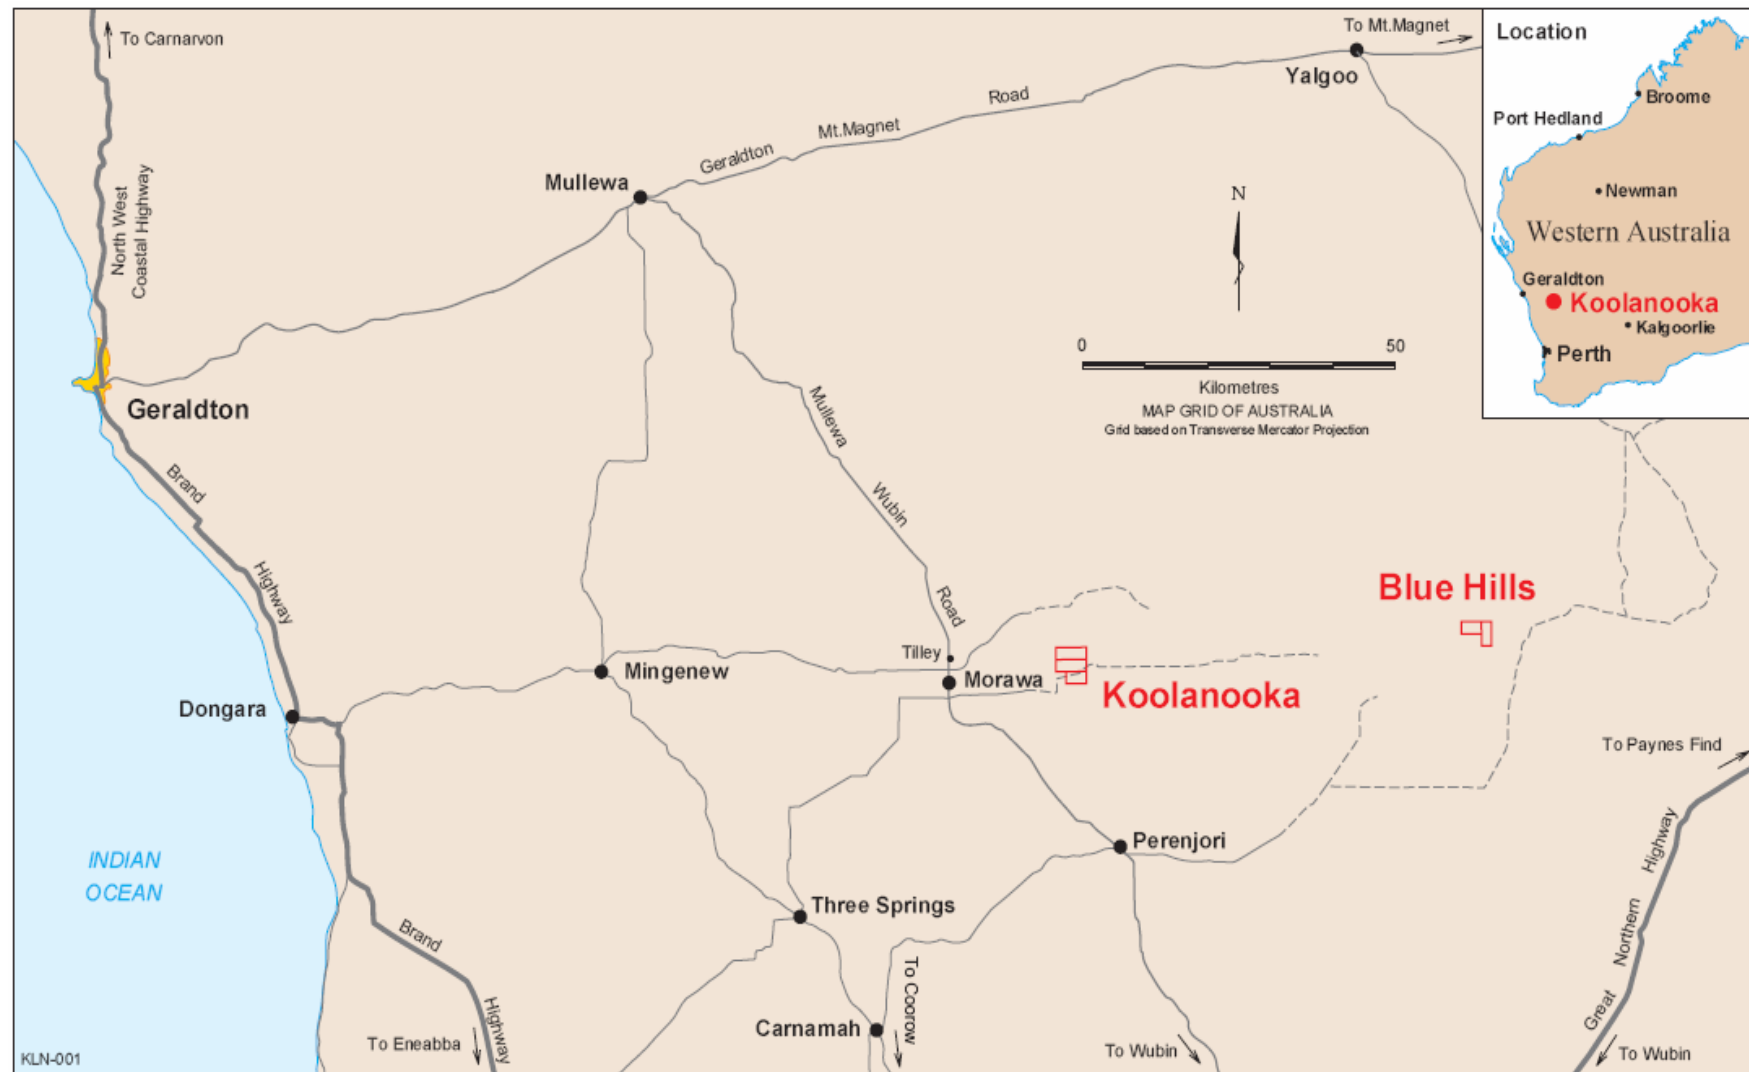 To Carnarvon
To Mt.Magnet
Yalgoo
Location
Broome
Port Hedland
Newman
Western Australia
Geraldton
Koolanooka
Kalgoorlie
Perth
Geraldton
Mt.Magnet
Road
Mullewa
North West
Coastal Highway
N
0
50
Kilometres
MAP GRID OF AUSTRALIA
Grid based on Transverse Mercator Projection
Geraldton
Brand
Highway
Mullewa
Wubin
Road
Blue Hills
Tilley
Mingenew
Morawa
Koolanooka
Dongara
To Paynes Find
Perenjori
INDIAN
OCEAN
Three Springs
Brand
Highway
To Coorow
Carnamah
Great
Northern
Highway
To Eneabba
To Wubin
To Wubin
KLN-001